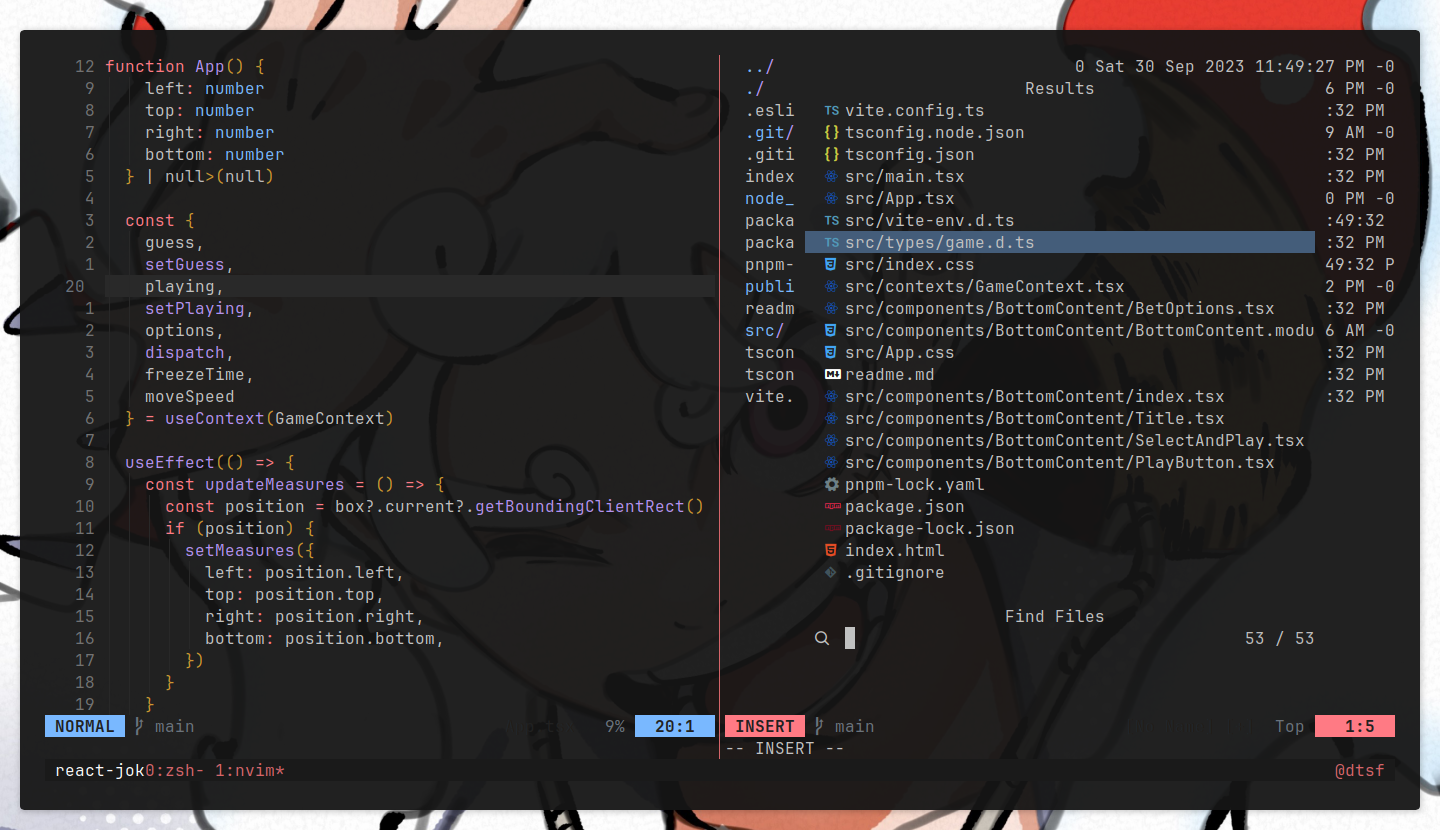 12 function App() {
9 left: number
8 top: number
7 right: number
6 bottom: number
5 } | null>(null)
4
3 const {
2 guess,
1 setGuess,
20 playing,
1 setPlaying,
2 options,
3 dispatch,
4 freezeTime,
5 moveSpeed
6 } = useContext(GameContext)
7
8 useEffect(() => {
9 const updateMeasures = () => {
10 const position = box?.current?.getBoundingClientRect()
11 if (position) {
12 setMeasures({
13 left: position.left,
14 top: position.top,
15 right: position.right,
16 bottom: position.bottom,
17 })
18 }
19 }
NORMAL main 9% 20:1
../ 0 Sat 30 Sep 2023 11:49:27 PM -0
./ Results 6 PM -0
.esli TS vite.config.ts :32 PM
.git/ {} tsconfig.node.json 9 AM -0
.giti {} tsconfig.json :32 PM
index src/main.tsx :32 PM
node_ src/App.tsx 0 PM -0
packa TS src/vite-env.d.ts :49:32
packa TS src/types/game.d.ts :32 PM
pnpm- src/index.css 49:32 P
publi src/contexts/GameContext.tsx 2 PM -0
readm src/components/BottomContent/BetOptions.tsx :32 PM
src/ src/components/BottomContent/BottomContent.modu 6 AM -0
tscon src/App.css :32 PM
tscon readme.md :32 PM
vite. src/components/BottomContent/index.tsx :32 PM
src/components/BottomContent/Title.tsx
src/components/BottomContent/SelectAndPlay.tsx
src/components/BottomContent/PlayButton.tsx
pnpm-lock.yaml
package.json
package-lock.json
index.html
.gitignore
Find Files
53 / 53
INSERT main Top 1:5
-- INSERT --
react-jok0:zsh- 1:nvim* @dtsf